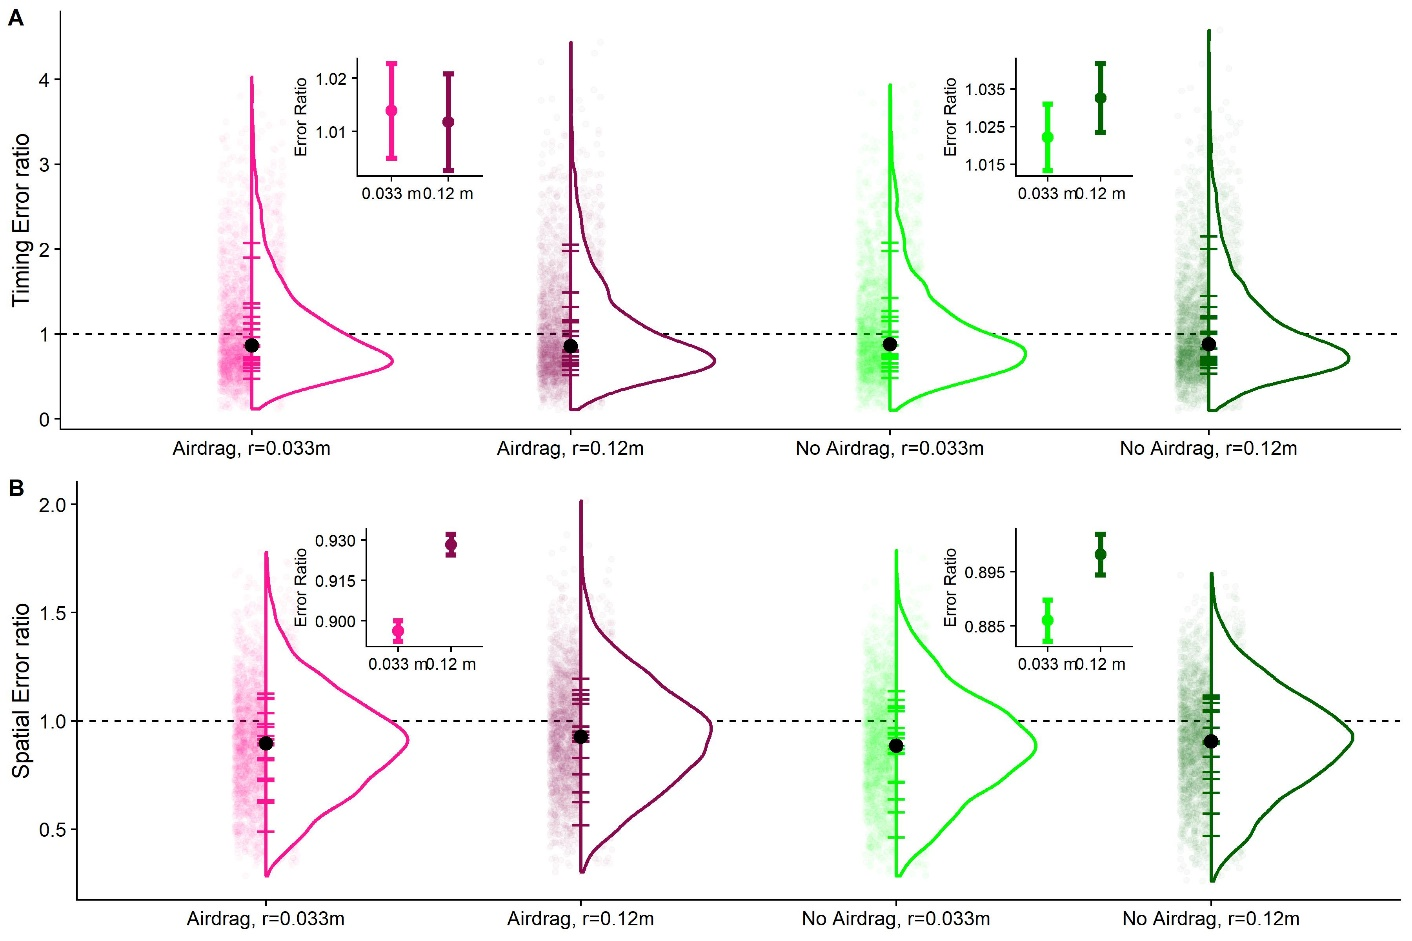 A
Timing Error ratio
4
3
2
1
0
Error Ratio
1.02
1.01
0.033 m
0.12 m
Error Ratio
1.035
1.025
1.015
0.033 m
0.12 m
Airdrag, r=0.033m
Airdrag, r=0.12m
No Airdrag, r=0.033m
No Airdrag, r=0.12m
B
Spatial Error ratio
2.0
1.5
1.0
0.5
Error Ratio
0.930
0.915
0.900
0.033 m
0.12 m
Error Ratio
0.895
0.885
0.033 m
0.12 m
Airdrag, r=0.033m
Airdrag, r=0.12m
No Airdrag, r=0.033m
No Airdrag, r=0.12m